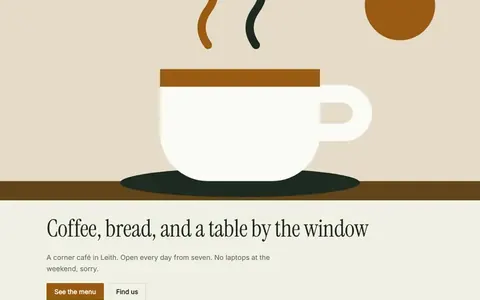 Coffee, bread, and a table by the window
A corner café in Leith. Open every day from seven. No laptops at the
weekend, sorry.
See the menu
Find us